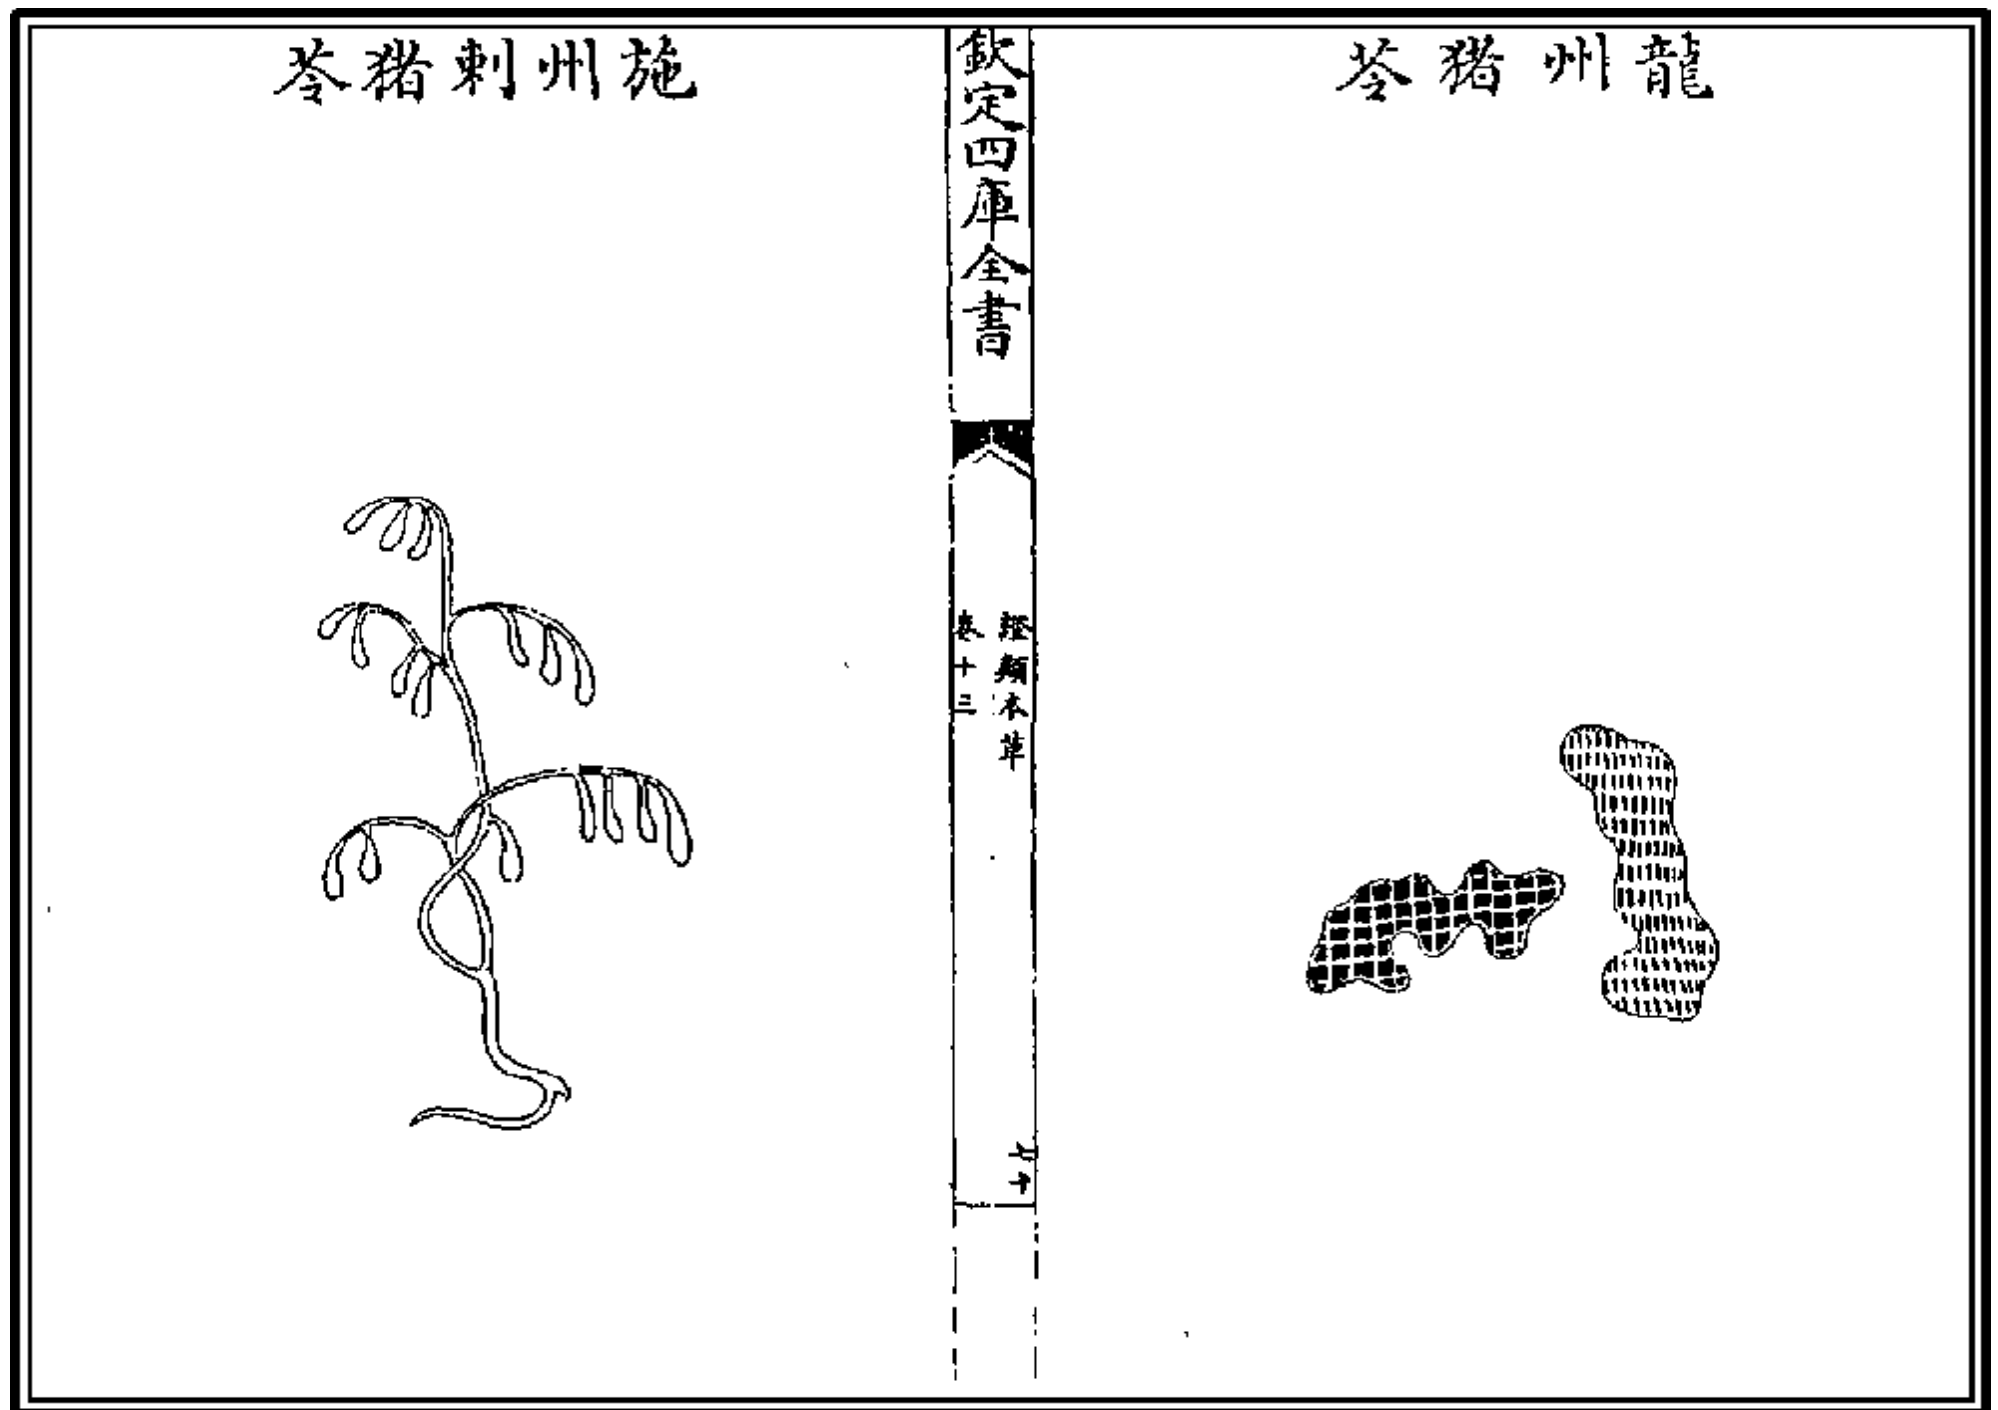 龍州猪苓
欽定四庫全書
證類本草
卷十三
七十
施州刺猪苓